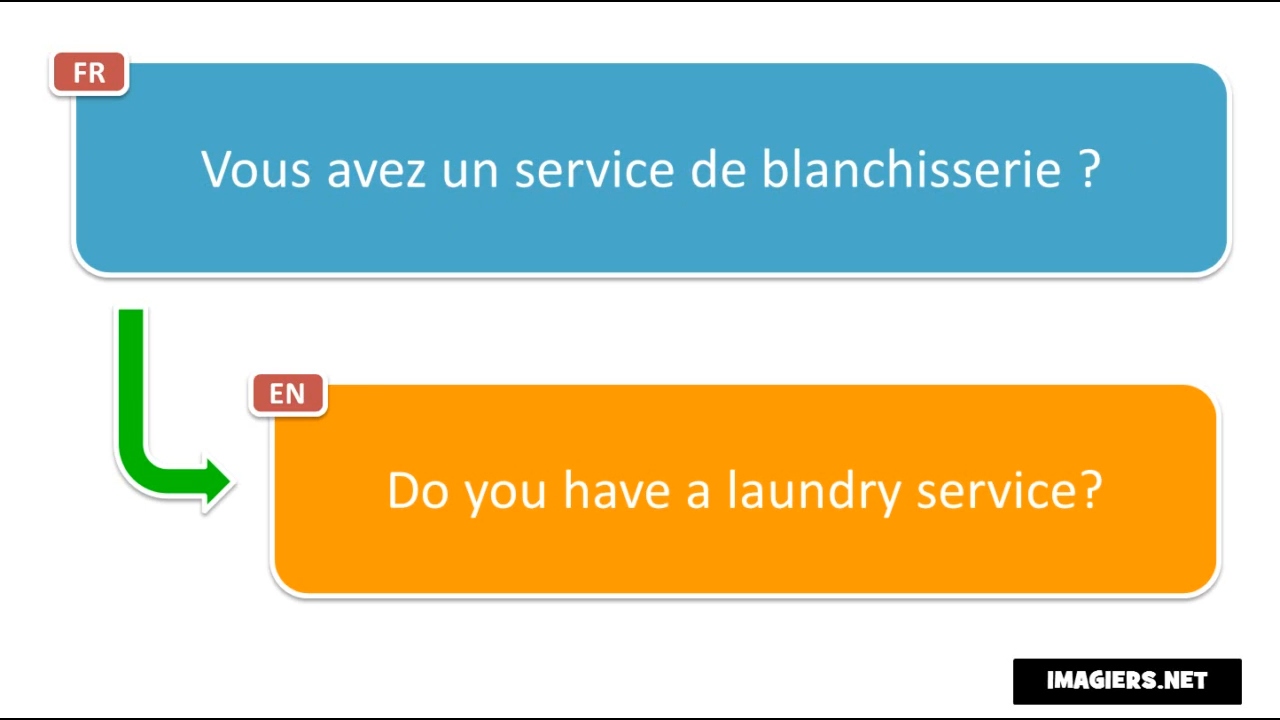 FR
Vous avez un service de blanchisserie ?
EN
Do you have a laundry service?
IMAGIERS.NET